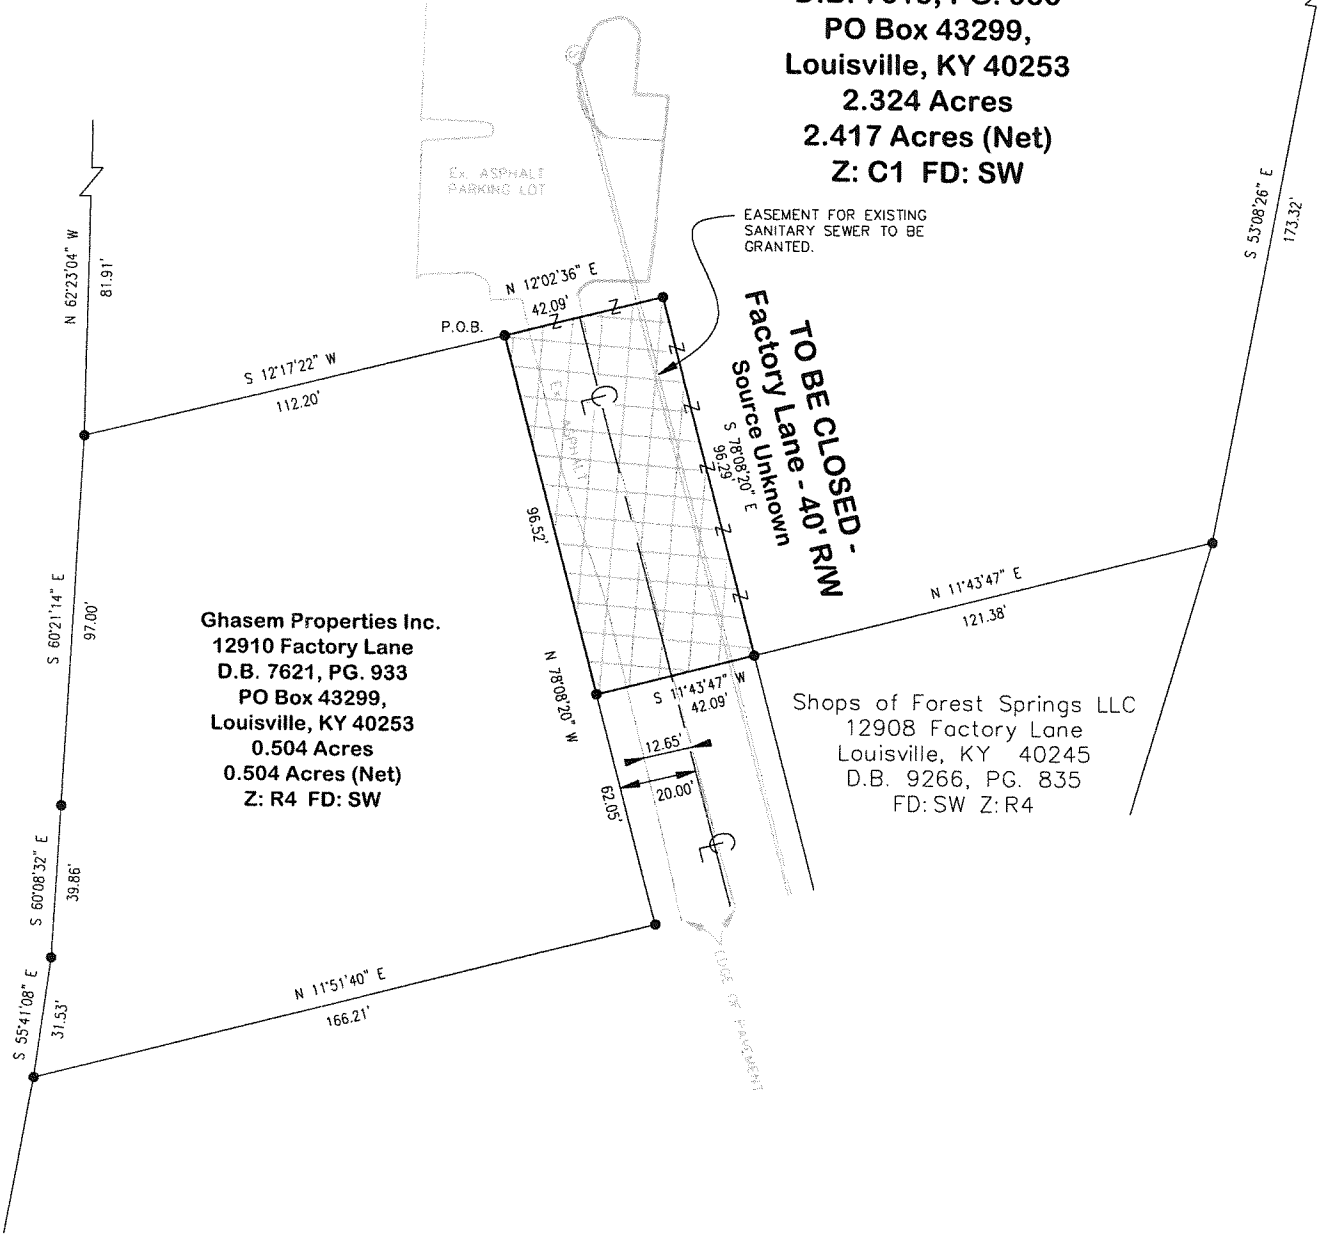 PO Box 43299,
Louisville, KY 40253
2.324 Acres
2.417 Acres (Net)
Z: C1 FD: SW
Ex. ASPHALT
PARKING LOT
EASEMENT FOR EXISTING
SANITARY SEWER TO BE
GRANTED.
S 53°08'26" E
173.32'
N 62°23'04" W
81.91'
N 12°02'36" E
42.09'
Z
Z
P.O.B.
S 12°17'22" W
112.20'
TO BE CLOSED -
Factory Lane - 40' R/W
Source Unknown
S 78°08'20" E
96.29'
Z
Z
Z
Z
Z
CL
Ex. ASPHALT
96.52'
N 11°43'47" E
121.38'
S 60°21'14" E
97.00'
Ghasem Properties Inc.
12910 Factory Lane
D.B. 7621, PG. 933
PO Box 43299,
Louisville, KY 40253
0.504 Acres
0.504 Acres (Net)
Z: R4 FD: SW
N 78°08'20" W
62.05'
S 11°43'47" W
42.09'
Shops of Forest Springs LLC
12908 Factory Lane
Louisville, KY 40245
D.B. 9266, PG. 835
FD: SW Z: R4
12.65'
20.00'
CL
S 60°08'32" E
39.86'
S 55°41'08" E
31.53'
N 11°51'40" E
166.21'
EDGE OF PAVEMENT